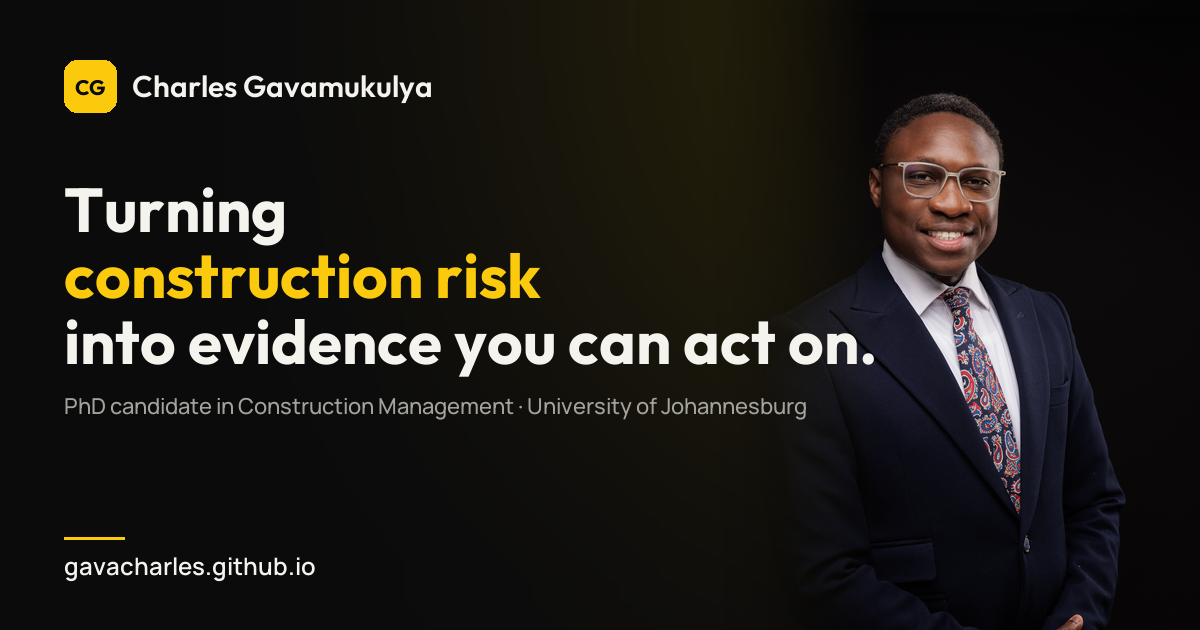 CG
Charles Gavamukulya
Turning
construction risk
into evidence you can act on.
PhD candidate in Construction Management · University of Johannesburg
gavacharles.github.io